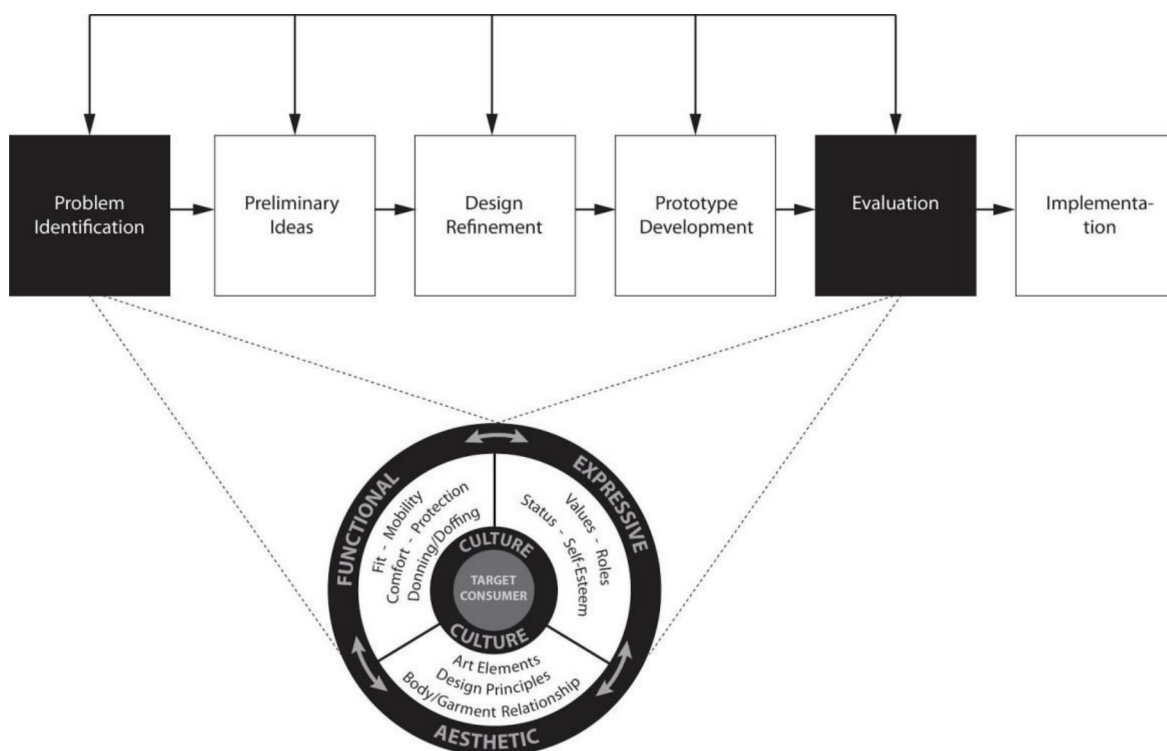 Problem
Identification
Preliminary
Ideas
Design
Refinement
Prototype
Development
Evaluation
Implementa-
tion
FUNCTIONAL
Fit - Mobility
Comfort - Protection
Donning/Doffing
EXPRESSIVE
Values - Roles
Status - Self-Esteem
CULTURE
TARGET
CONSUMER
CULTURE
Art Elements
Design Principles
Body/Garment Relationship
AESTHETIC